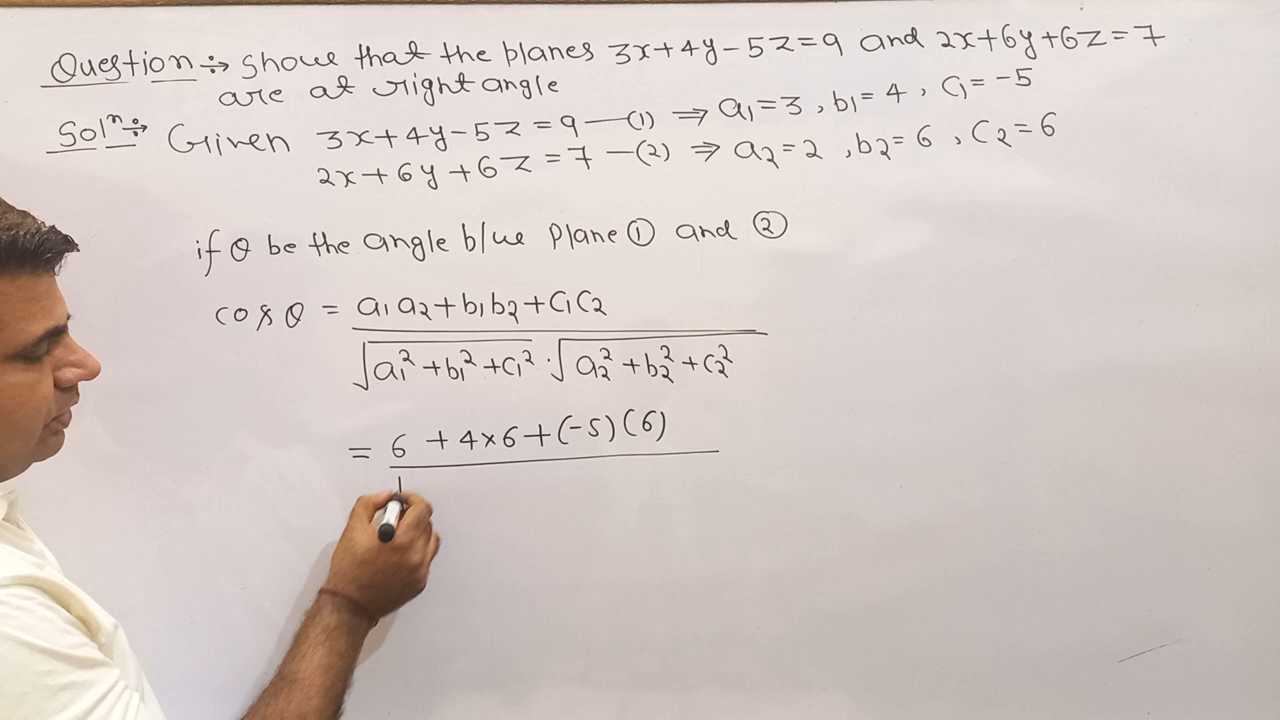 Question :-> Show that the planes 3x+4y-5z=9 and 2x+6y+6z=7
are at right angle
Solⁿ :-> Given 3x+4y-5z=9 —(1) ⇒ a₁=3, b₁=4, c₁=-5
2x+6y+6z=7 —(2) ⇒ a₂=2, b₂=6, c₂=6
if θ be the angle b/w Plane ① and ②
cos θ = a₁a₂+b₁b₂+c₁c₂
√a₁²+b₁²+c₁² · √a₂²+b₂²+c₂²
= 6 + 4×6+(-5)(6)